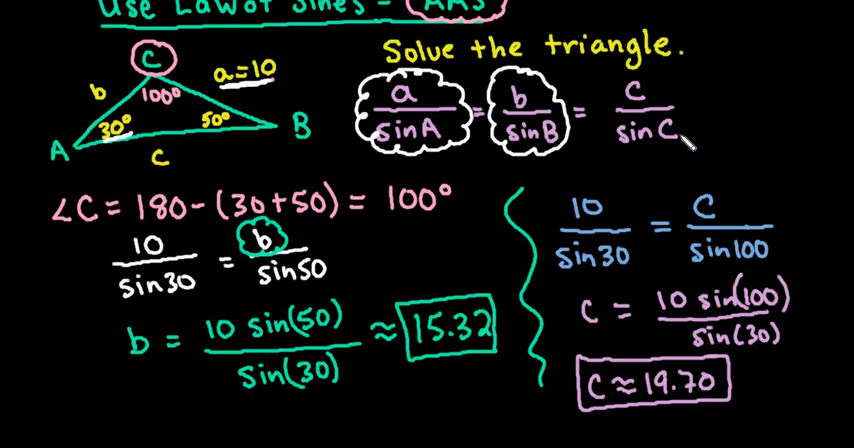 Use Law of Sines - AAS
Solve the triangle.
C
b
a=10
100°
30°
50°
A
B
c
a/sinA = b/sinB = c/sinC
∠C = 180-(30+50) = 100°
10/sin30 = b/sin50
b = 10 sin(50)/sin(30) ≈ 15.32
10/sin30 = c/sin100
c = 10 sin(100)/sin(30)
c ≈ 19.70